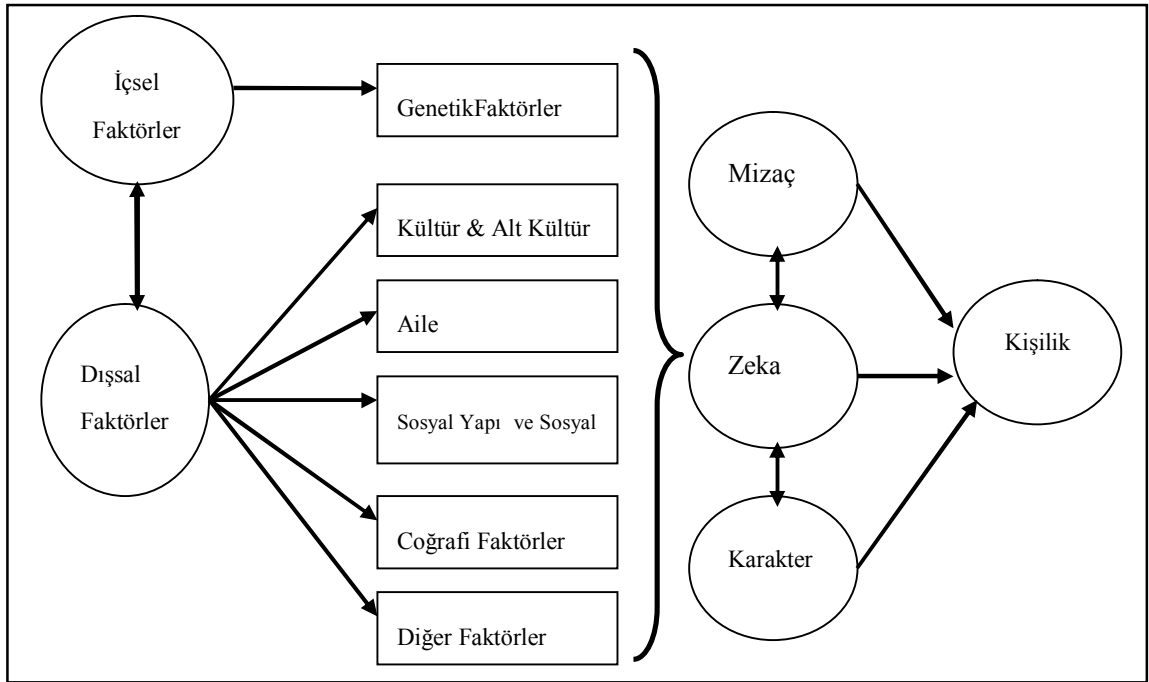 İçsel
Faktörler
GenetikFaktörler
Kültür & Alt Kültür
Aile
Dışsal
Faktörler
Sosyal Yapı ve Sosyal
Coğrafi Faktörler
Diğer Faktörler
Mizaç
Zeka
Karakter
Kişilik